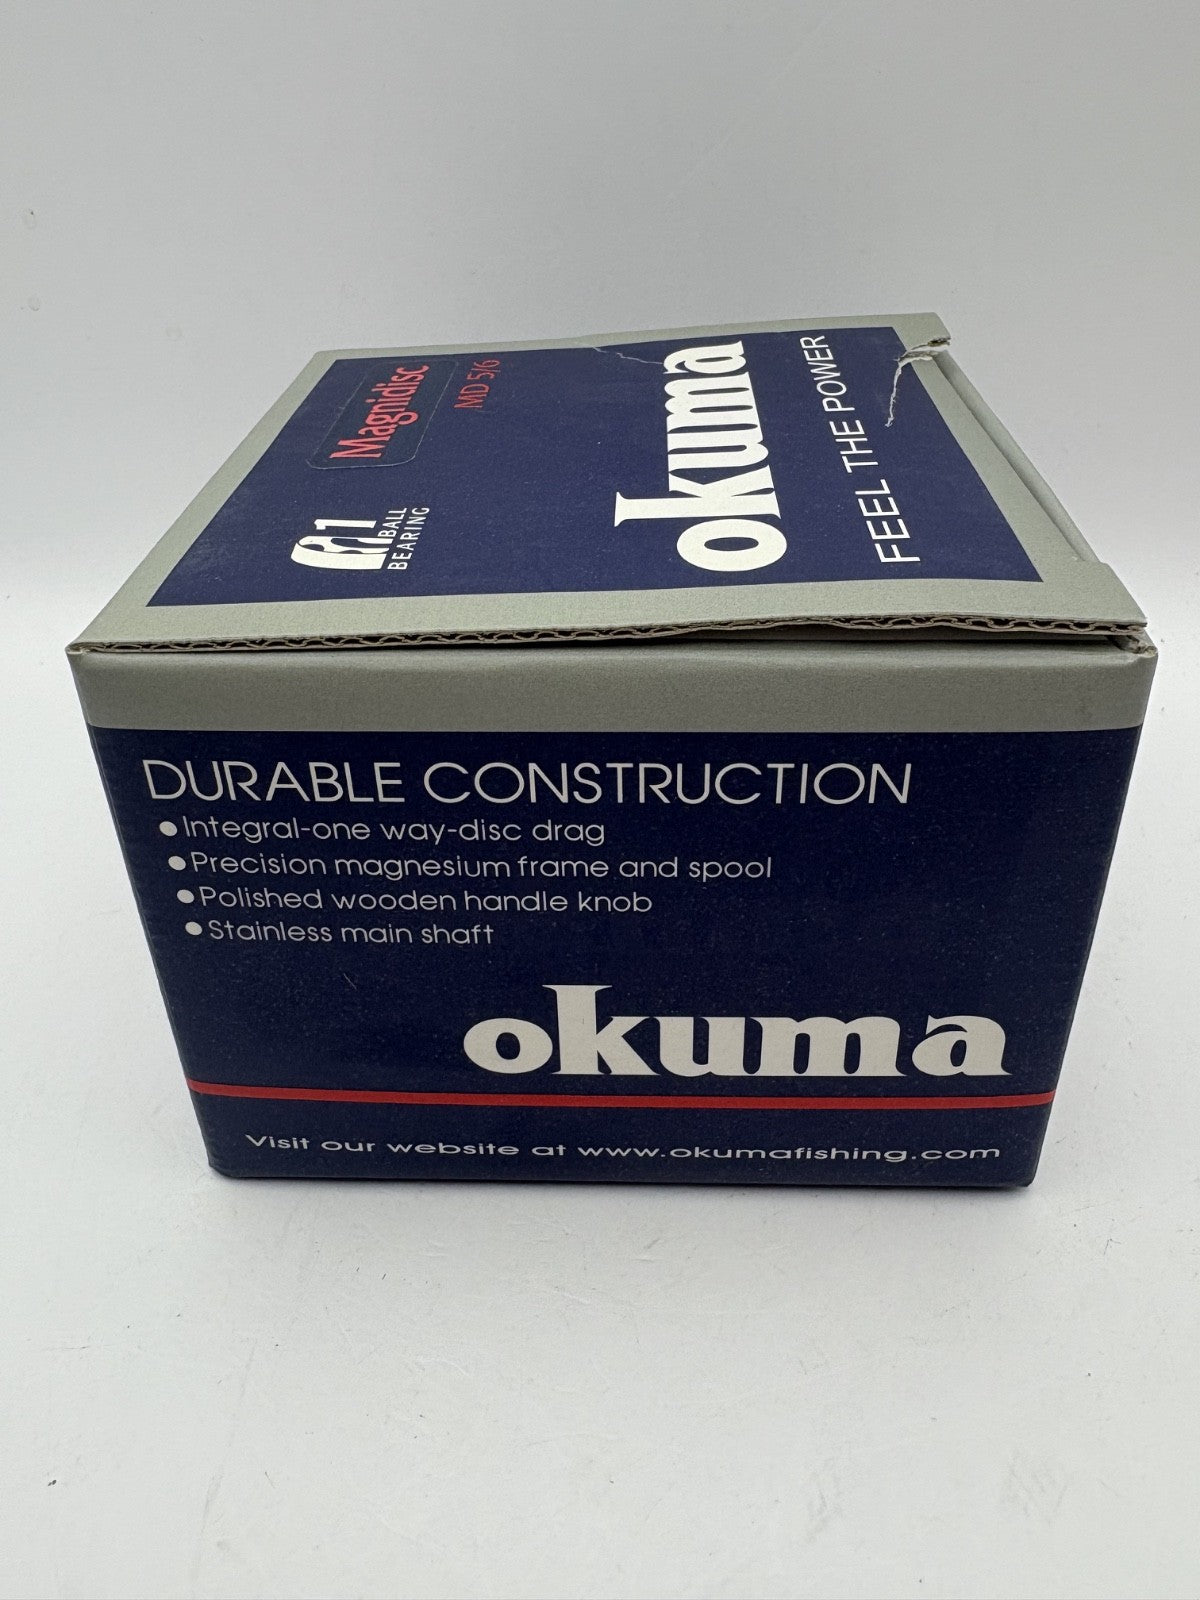 Magnidisc
MD 5/6
1
BALL
BEARING
okuma
FEEL THE POWER
DURABLE CONSTRUCTION
● Integral-one way-disc drag
● Precision magnesium frame and spool
● Polished wooden handle knob
● Stainless main shaft
okuma
Visit our website at www.okumafishing.com